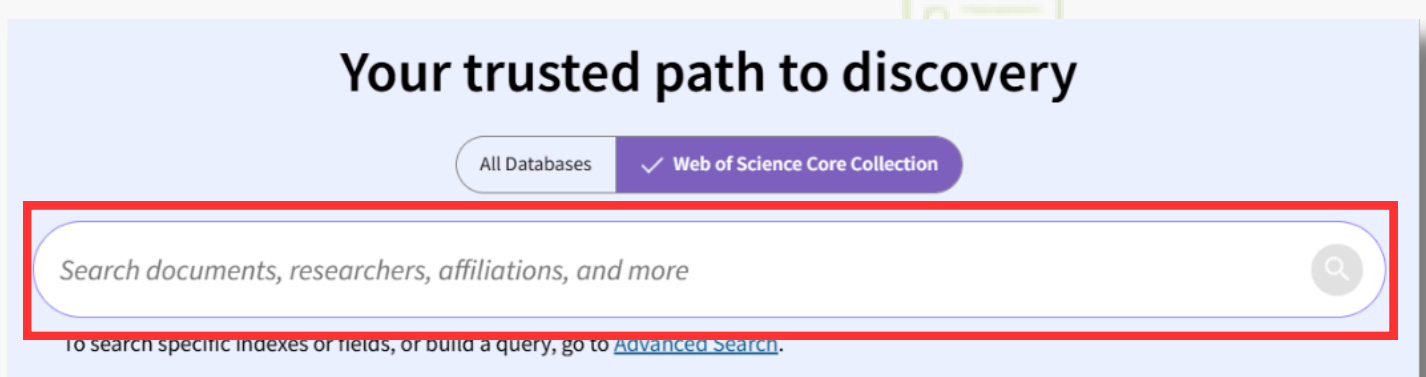 Your trusted path to discovery
All Databases
Web of Science Core Collection
Search documents, researchers, affiliations, and more
To search specific indexes or fields, or build a query, go to Advanced Search.